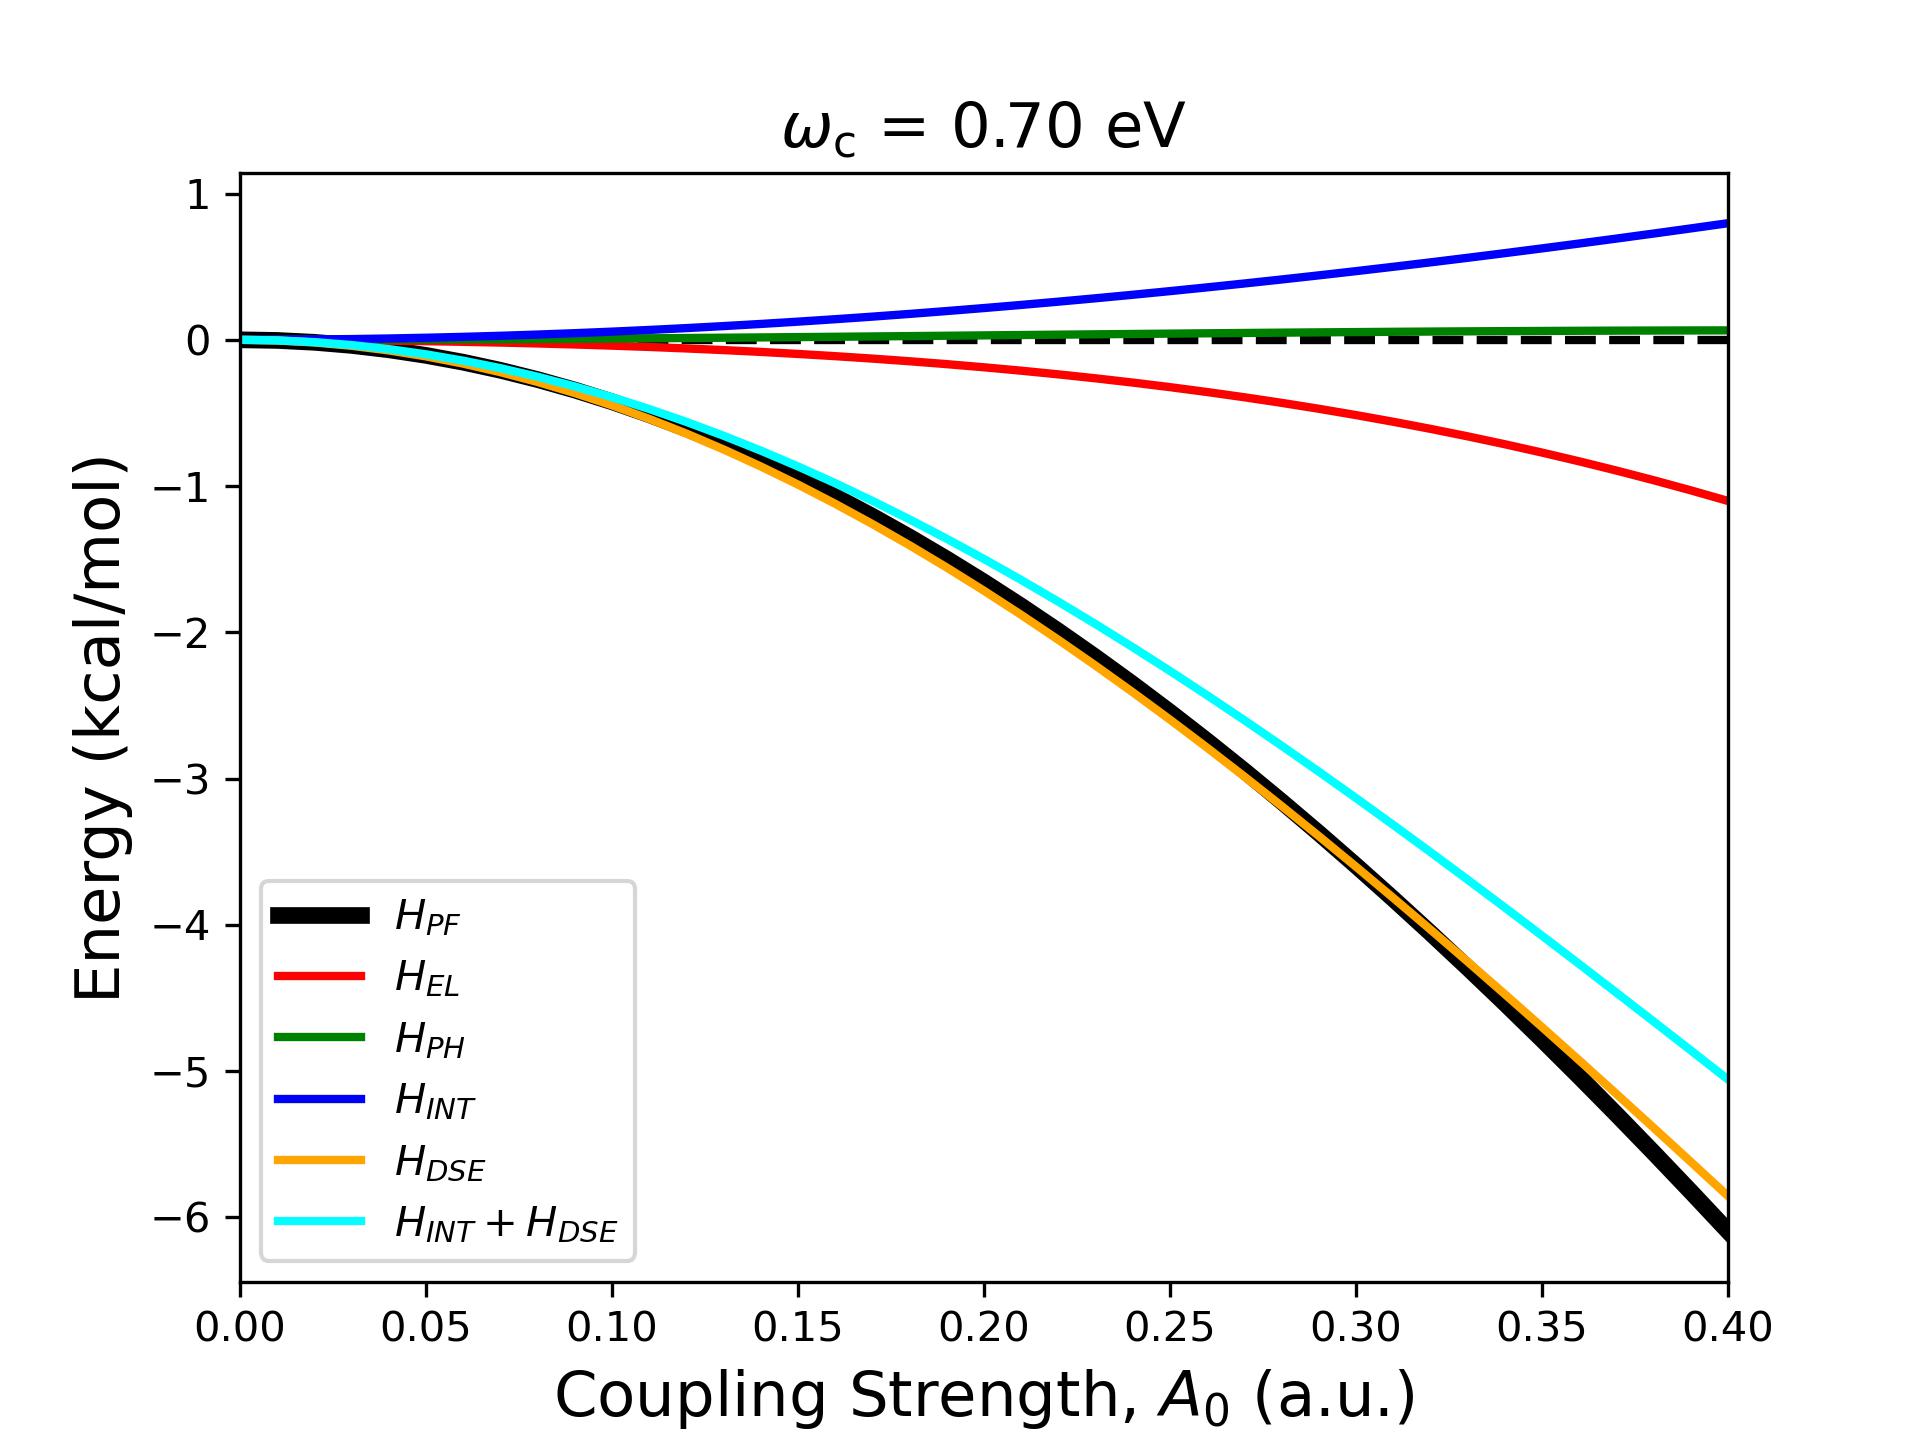 ω_c = 0.70 eV
1
0
−1
−2
−3
−4
−5
−6
Energy (kcal/mol)
H_PF
H_EL
H_PH
H_INT
H_DSE
H_INT + H_DSE
0.00 0.05 0.10 0.15 0.20 0.25 0.30 0.35 0.40
Coupling Strength, A_0 (a.u.)